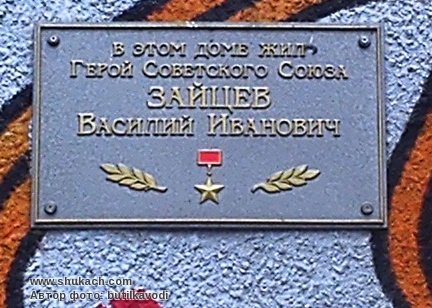 В ЭТОМ ДОМЕ ЖИЛ
ГЕРОЙ СОВЕТСКОГО СОЮЗА
ЗАЙЦЕВ
ВАСИЛИЙ ИВАНОВИЧ
www.shukach.com
Автор фото: butilkavodi